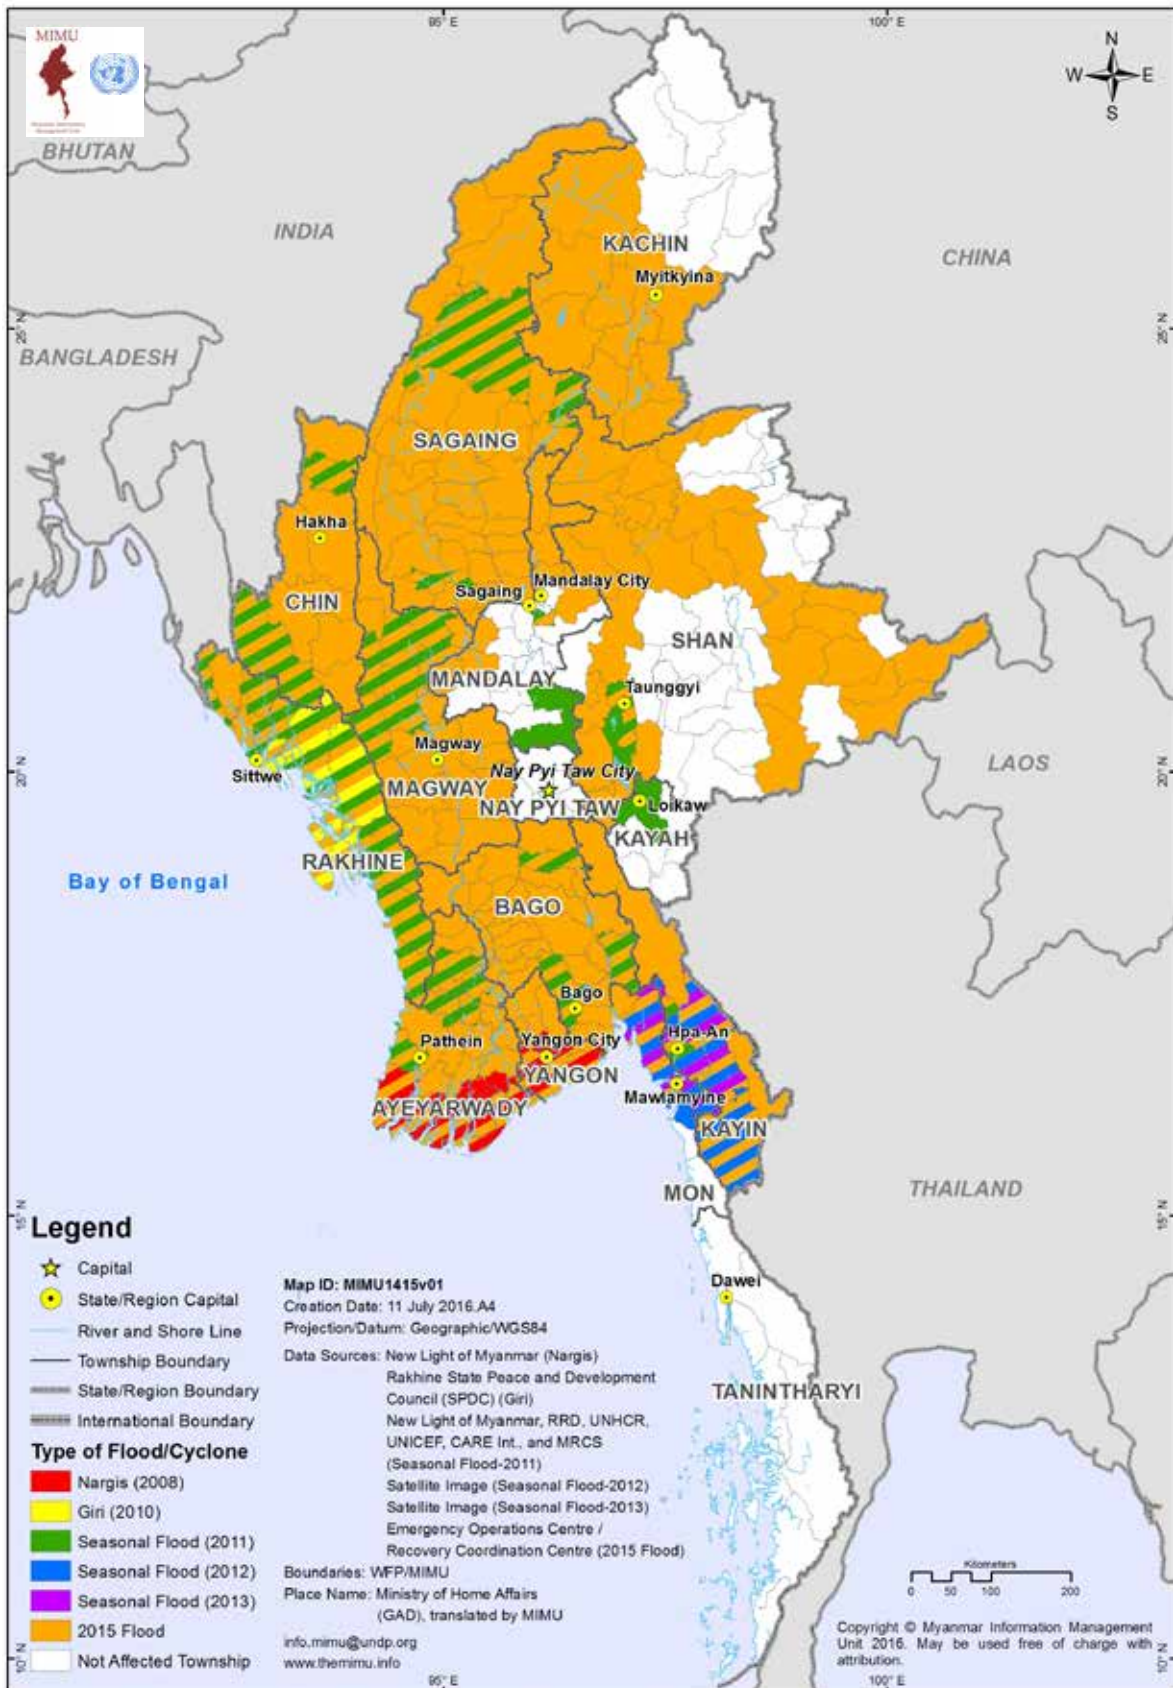 95° E
100° E
MIMU
Myanmar Information
Management Unit
N
W
E
S
BHUTAN
INDIA
KACHIN
CHINA
Myitkyina
25° N
25° N
BANGLADESH
SAGAING
Hakha
Mandalay City
Sagaing
CHIN
SHAN
MANDALAY
Taunggyi
Magway
20° N
Nay Pyi Taw City
LAOS
20° N
Sittwe
MAGWAY
NAY PYI TAW
Loikaw
KAYAH
RAKHINE
Bay of Bengal
BAGO
Bago
Pathein
Yangon City
Hpa-An
YANGON
AYEYARWADY
Mawlamyine
KAYIN
MON
THAILAND
15° N
15° N
Dawei
TANINTHARYI
Legend
Capital
State/Region Capital
River and Shore Line
Township Boundary
State/Region Boundary
International Boundary
Type of Flood/Cyclone
Nargis (2008)
Giri (2010)
Seasonal Flood (2011)
Seasonal Flood (2012)
Seasonal Flood (2013)
2015 Flood
Not Affected Township
Map ID: MIMU1415v01
Creation Date: 11 July 2016.A4
Projection/Datum: Geographic/WGS84
Data Sources: New Light of Myanmar (Nargis)
Rakhine State Peace and Development
Council (SPDC) (Giri)
New Light of Myanmar, RRD, UNHCR,
UNICEF, CARE Int., and MRCS
(Seasonal Flood-2011)
Satellite Image (Seasonal Flood-2012)
Satellite Image (Seasonal Flood-2013)
Emergency Operations Centre /
Recovery Coordination Centre (2015 Flood)
Boundaries: WFP/MIMU
Place Name: Ministry of Home Affairs
(GAD), translated by MIMU
info.mimu@undp.org
www.themimu.info
Kilometers
0 50 100 200
Copyright © Myanmar Information Management
Unit 2016. May be used free of charge with
attribution.
10° N
10° N
95° E
100° E